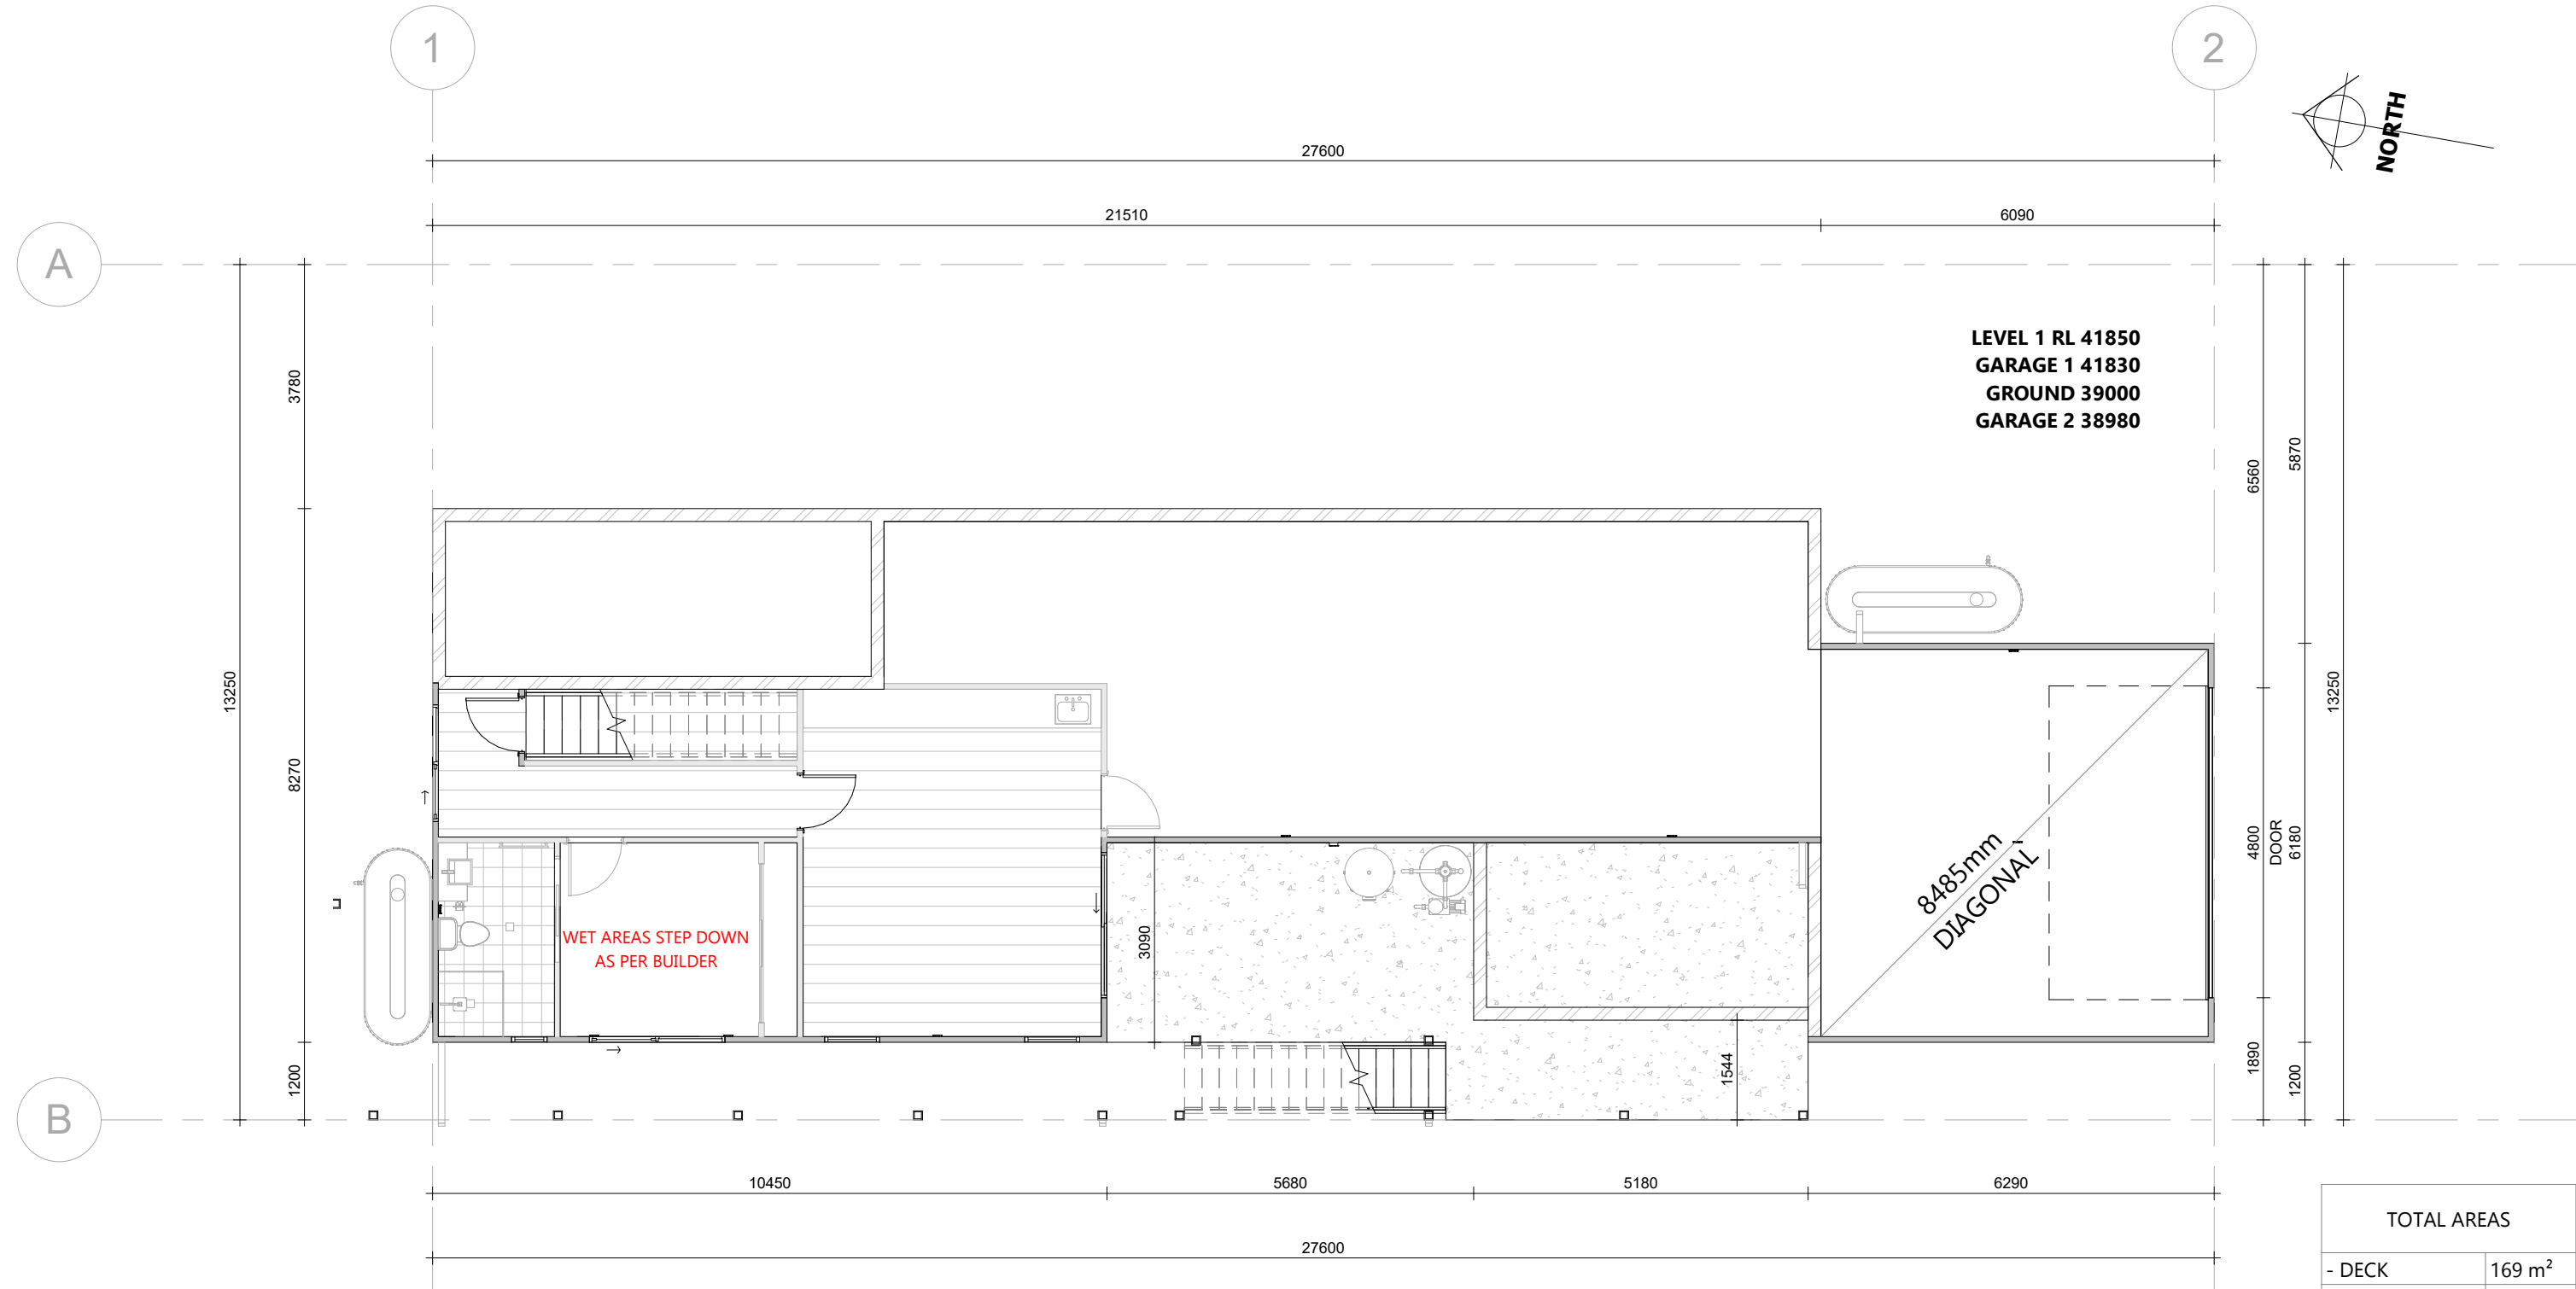 1
2
NORTH
27600
21510
6090
A
LEVEL 1 RL 41850
GARAGE 1 41830
GROUND 39000
GARAGE 2 38980
3780
13250
8270
1200
6560
5870
13250
4800
DOOR
6180
1890
1200
8485mm
DIAGONAL
WET AREAS STEP DOWN
AS PER BUILDER
3090
1544
B
10450
5680
5180
6290
27600
TOTAL AREAS
- DECK 169 m²